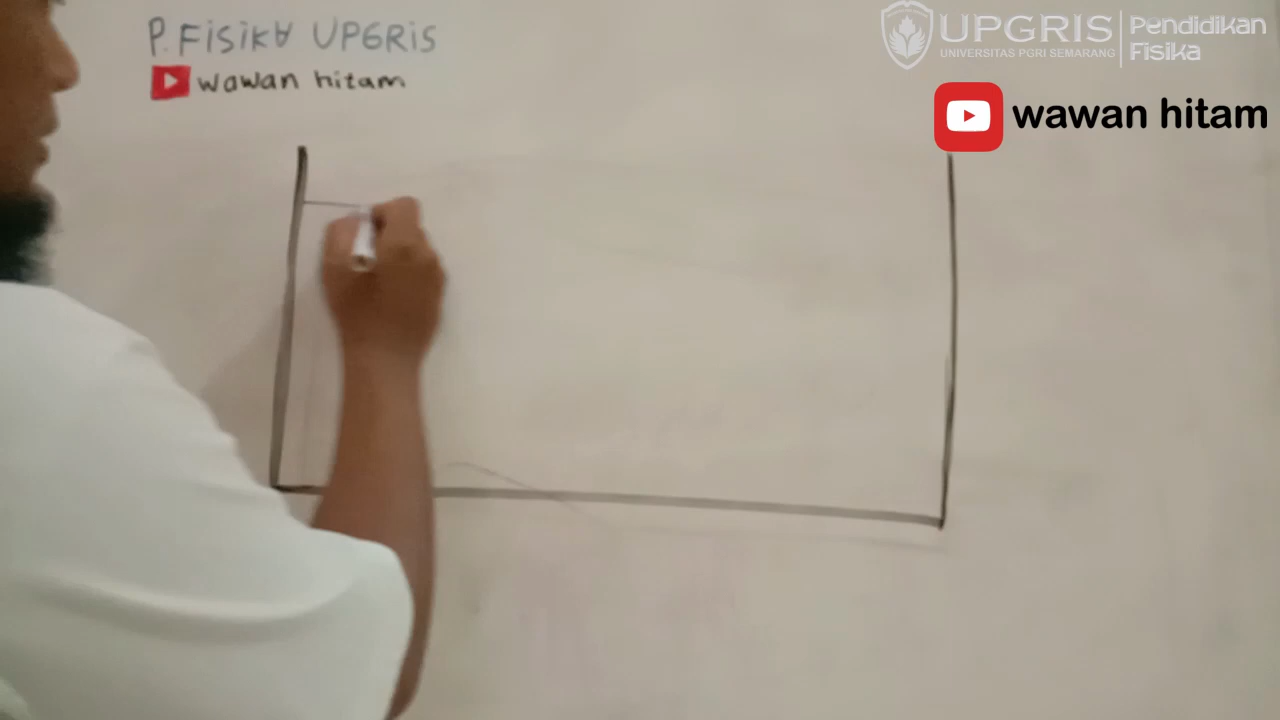 P. FisikA UPGRis
wawan hitam
UPGRIS
UNIVERSITAS PGRI SEMARANG
Pendidikan
Fisika
wawan hitam